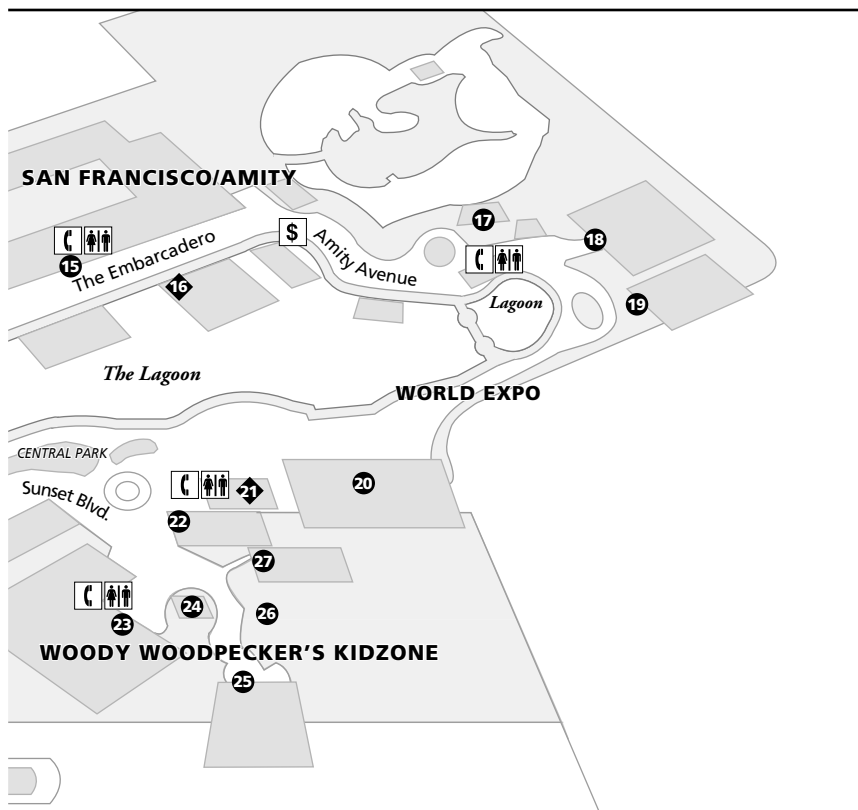 SAN FRANCISCO/AMITY
17
18
15
The Embarcadero
$
Amity Avenue
16
Lagoon
19
The Lagoon
WORLD EXPO
CENTRAL PARK
Sunset Blvd.
21
20
22
27
24
26
23
WOODY WOODPECKER'S KIDZONE
25